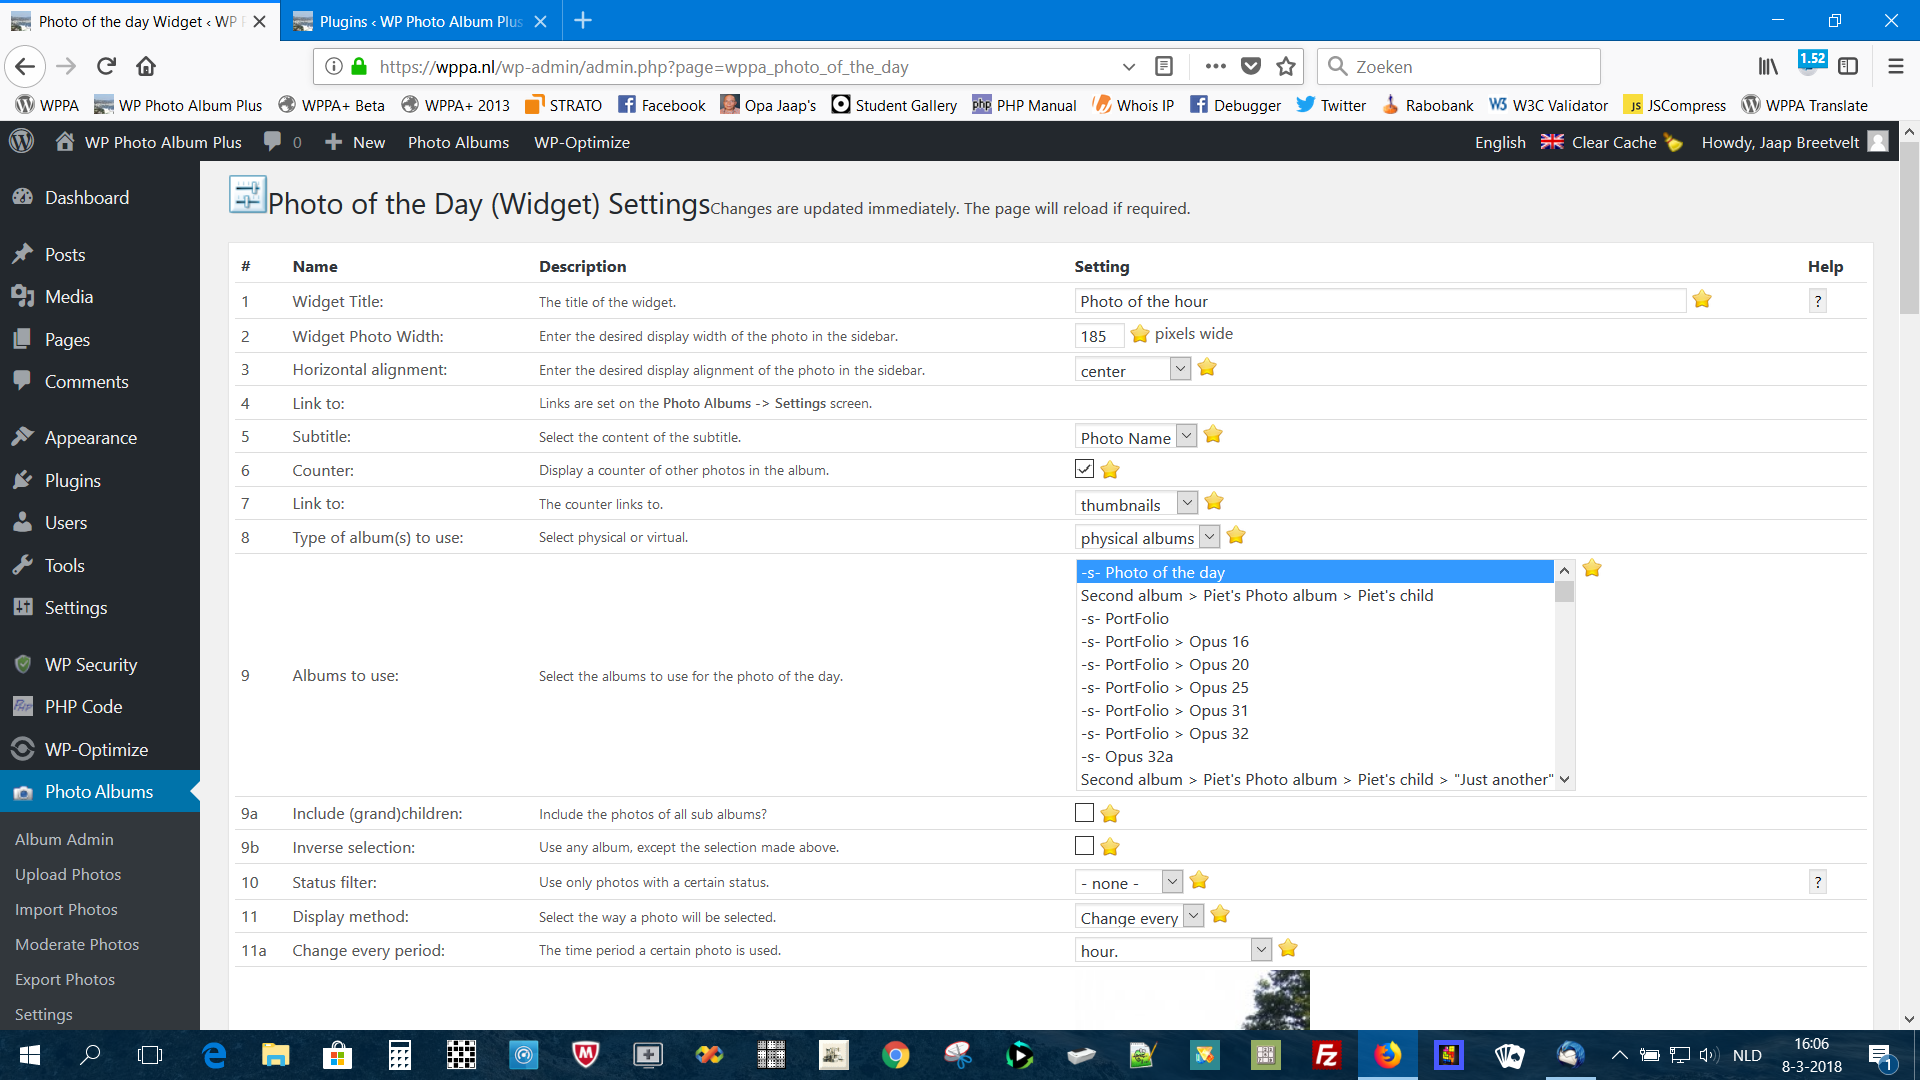 Photo of the day Widget ‹ WP P
Plugins ‹ WP Photo Album Plus
https://wppa.nl/wp-admin/admin.php?page=wppa_photo_of_the_day
Zoeken
1.52
WPPA
WP Photo Album Plus
WPPA+ Beta
WPPA+ 2013
STRATO
Facebook
Opa Jaap's
Student Gallery
php PHP Manual
Whois IP
Debugger
Twitter
Rabobank
W3 W3C Validator
JS JSCompress
WPPA Translate
WP Photo Album Plus
0
New
Photo Albums
WP-Optimize
English
Clear Cache
Howdy, Jaap Breetvelt
Dashboard
Posts
Media
Pages
Comments
Appearance
Plugins
Users
Tools
Settings
WP Security
PHP PHP Code
WP-Optimize
Photo Albums
Album Admin
Upload Photos
Import Photos
Moderate Photos
Export Photos
Settings
Photo of the Day (Widget) Settings Changes are updated immediately. The page will reload if required.
# Name Description Setting Help
1 Widget Title: The title of the widget. Photo of the hour ?
2 Widget Photo Width: Enter the desired display width of the photo in the sidebar. 185 pixels wide
3 Horizontal alignment: Enter the desired display alignment of the photo in the sidebar. center
4 Link to: Links are set on the Photo Albums -> Settings screen.
5 Subtitle: Select the content of the subtitle. Photo Name
6 Counter: Display a counter of other photos in the album.
7 Link to: The counter links to. thumbnails
8 Type of album(s) to use: Select physical or virtual. physical albums
9 Albums to use: Select the albums to use for the photo of the day.
-s- Photo of the day
Second album > Piet's Photo album > Piet's child
-s- PortFolio
-s- PortFolio > Opus 16
-s- PortFolio > Opus 20
-s- PortFolio > Opus 25
-s- PortFolio > Opus 31
-s- PortFolio > Opus 32
-s- Opus 32a
Second album > Piet's Photo album > Piet's child > "Just another"
9a Include (grand)children: Include the photos of all sub albums?
9b Inverse selection: Use any album, except the selection made above.
10 Status filter: Use only photos with a certain status. - none - ?
11 Display method: Select the way a photo will be selected. Change every
11a Change every period: The time period a certain photo is used. hour.
NLD
16:06
8-3-2018
1